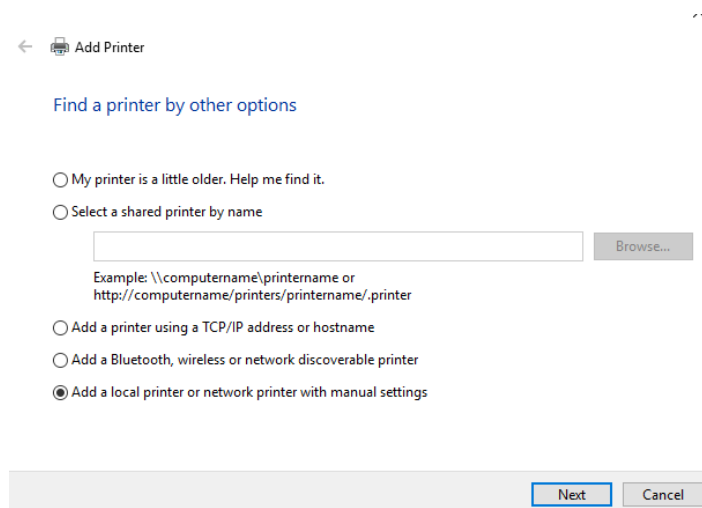 Add Printer
Find a printer by other options
My printer is a little older. Help me find it.
Select a shared printer by name
Browse...
Example: \\computername\printername or
http://computername/printers/printername/.printer
Add a printer using a TCP/IP address or hostname
Add a Bluetooth, wireless or network discoverable printer
Add a local printer or network printer with manual settings
Next Cancel